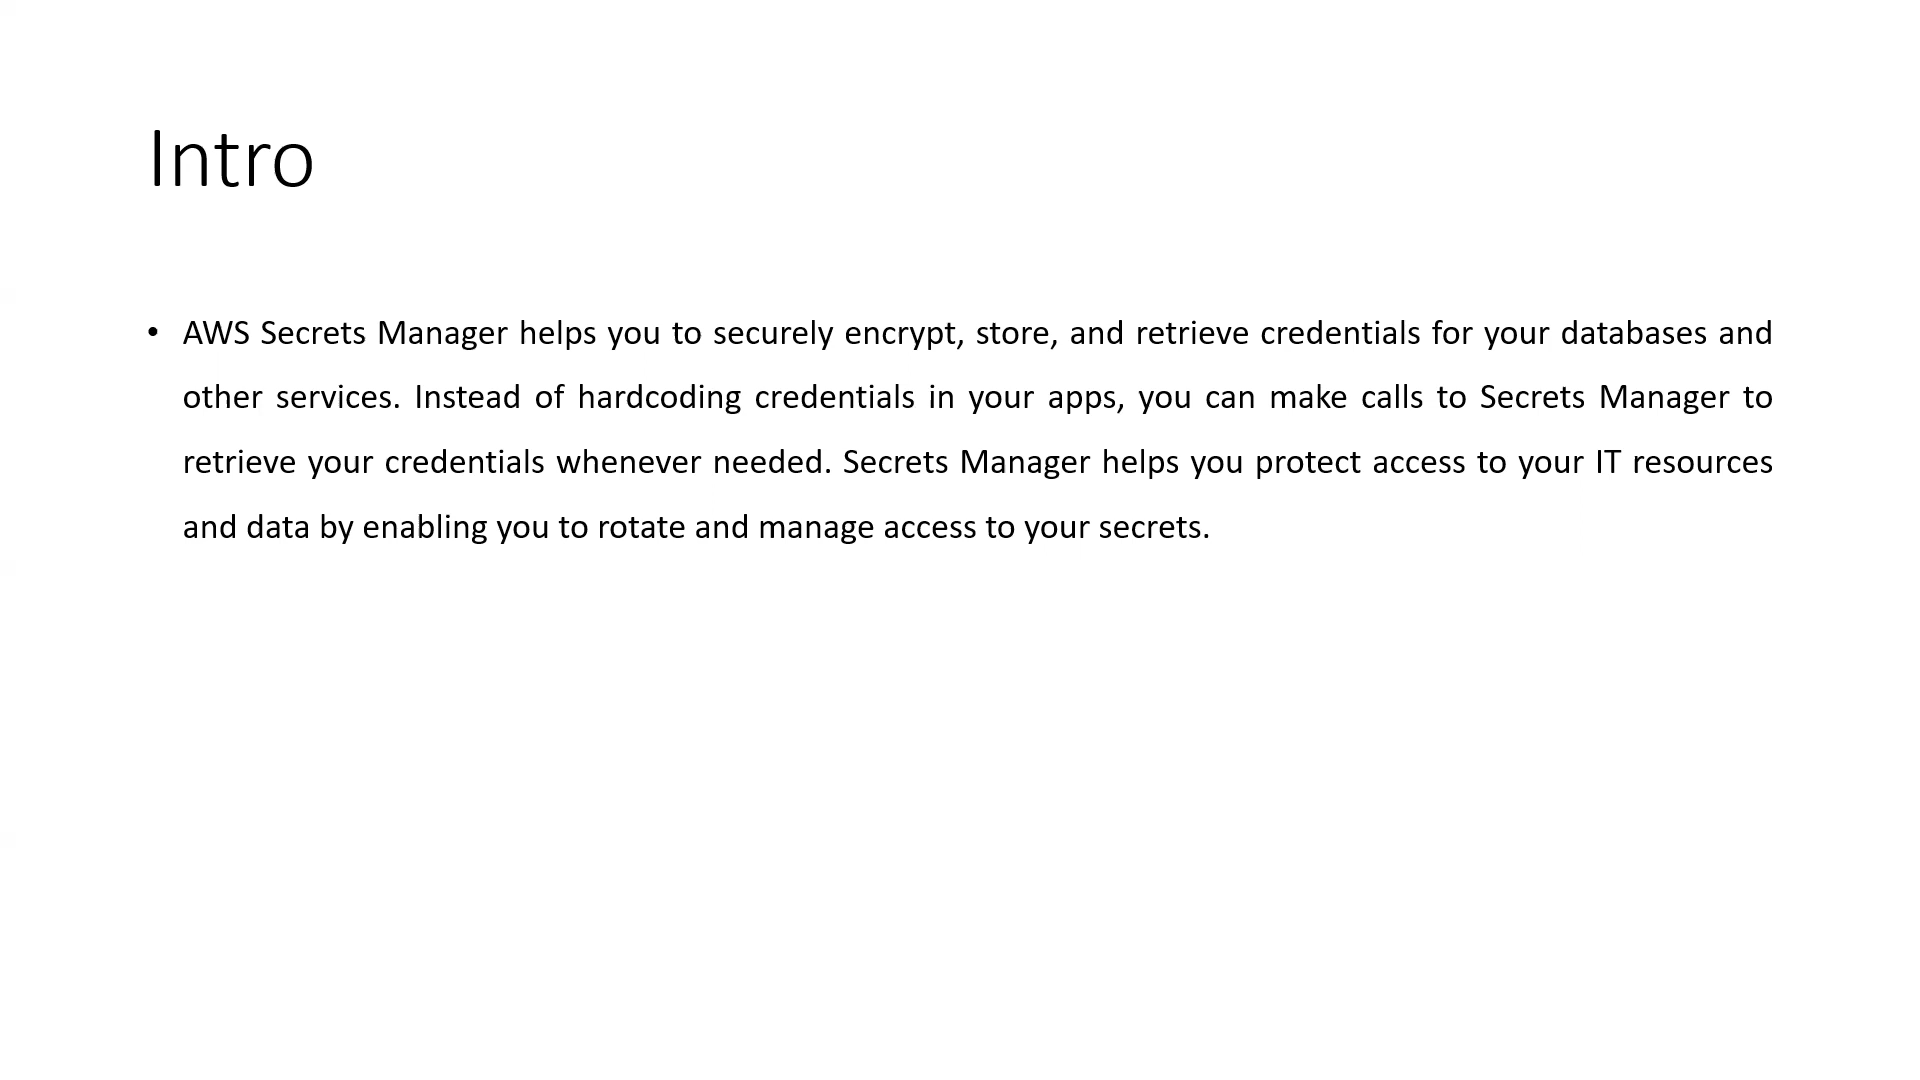 Intro
• AWS Secrets Manager helps you to securely encrypt, store, and retrieve credentials for your databases and
other services. Instead of hardcoding credentials in your apps, you can make calls to Secrets Manager to
retrieve your credentials whenever needed. Secrets Manager helps you protect access to your IT resources
and data by enabling you to rotate and manage access to your secrets.